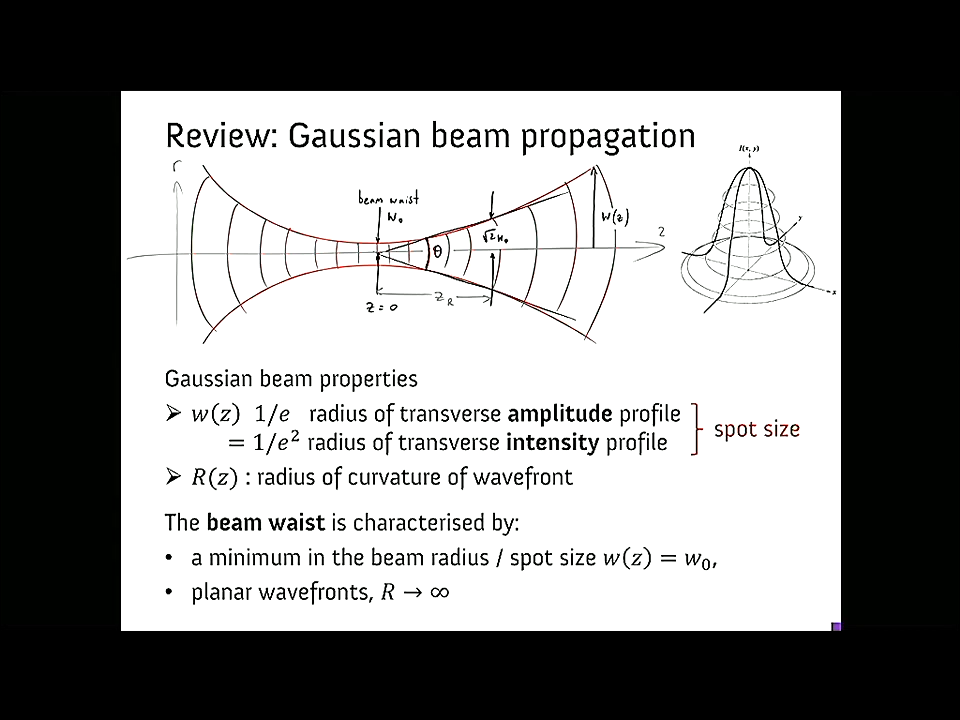 Review: Gaussian beam propagation
I(x, y)
r
beam waist
W₀
√2 W₀
W(z)
z
θ
y
x
Z_R
z = 0
Gaussian beam properties
➢ w(z) 1/e radius of transverse amplitude profile
= 1/e² radius of transverse intensity profile
spot size
➢ R(z) : radius of curvature of wavefront
The beam waist is characterised by:
• a minimum in the beam radius / spot size w(z) = w₀,
• planar wavefronts, R → ∞